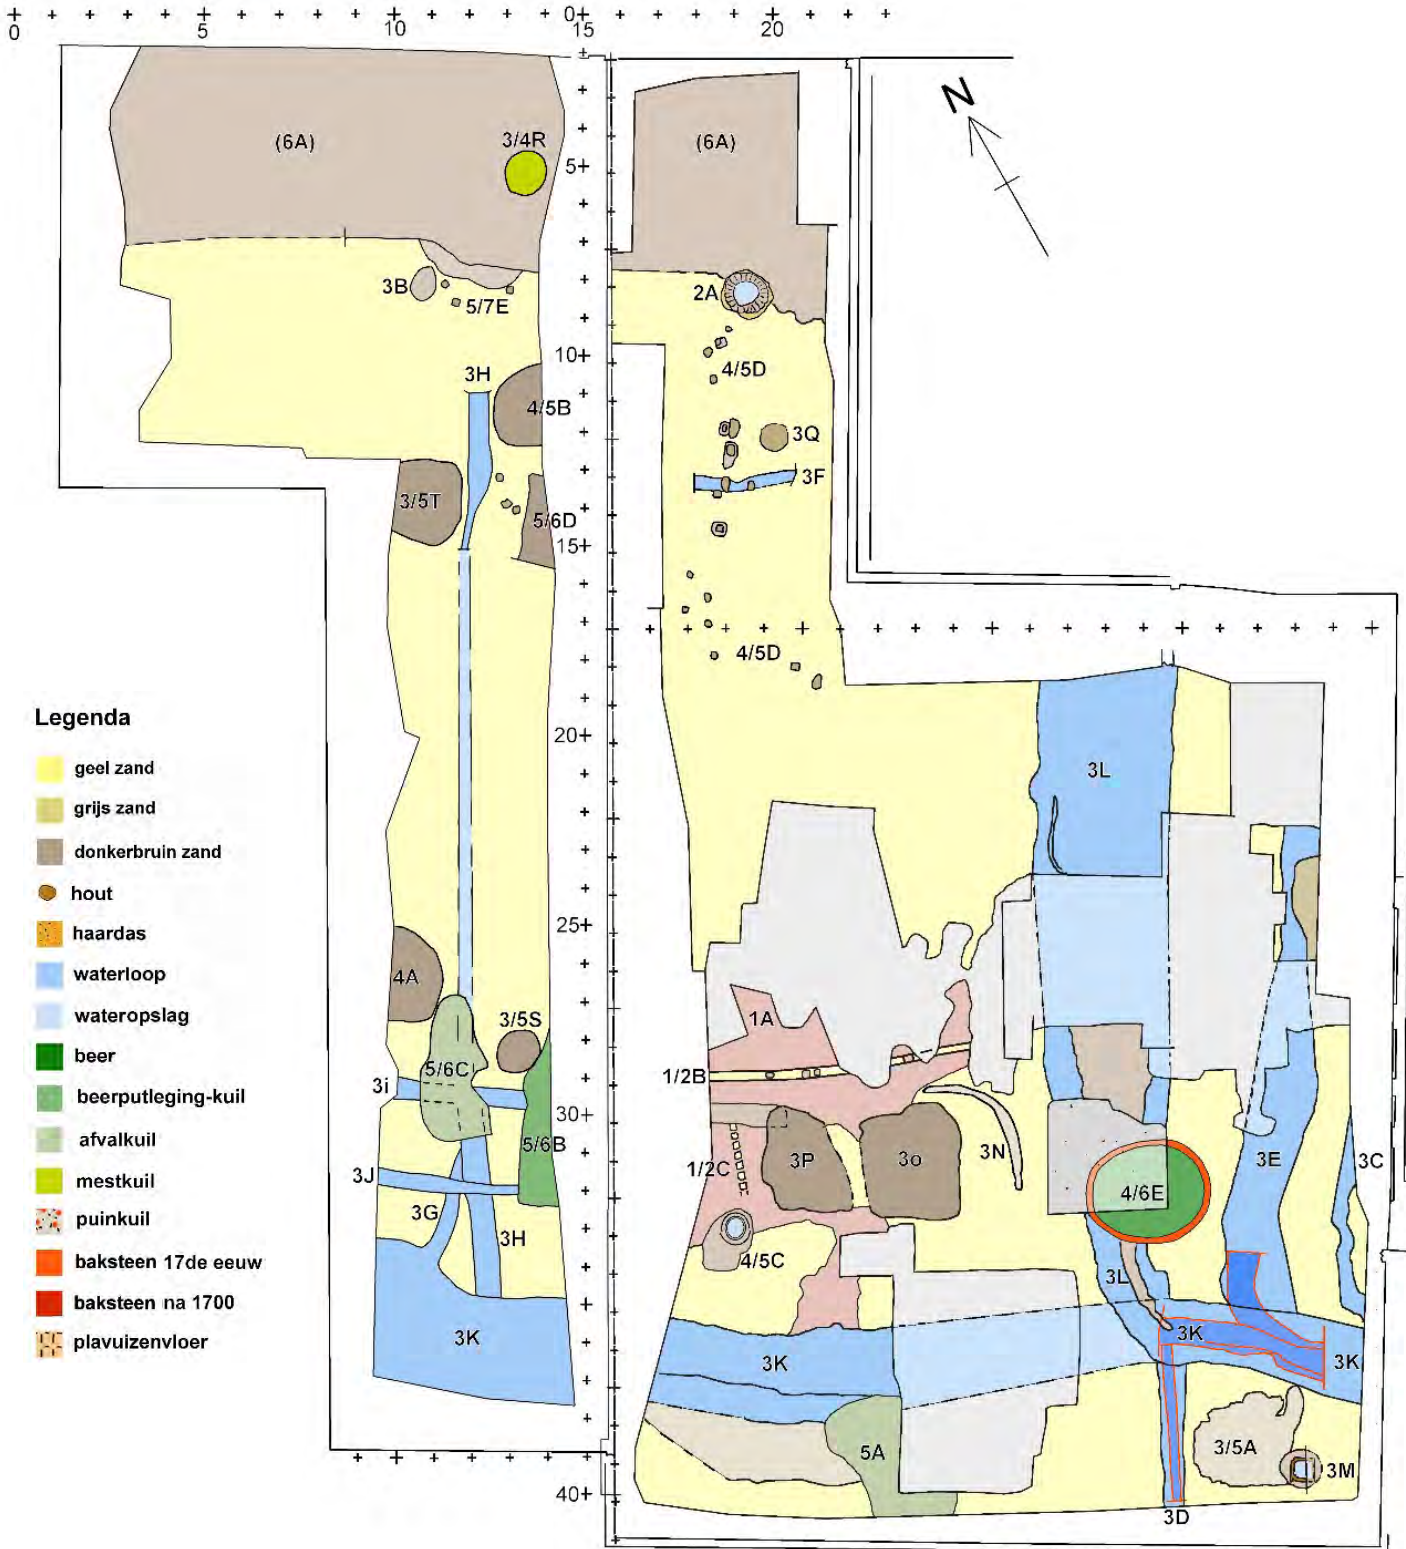 0 5 10 0 15 20
N
(6A) 3/4R (6A)
5
3B 5/7E 2A
10
3H 4/5D
4/5B
3Q
3F
3/5T 5/6D
15
4/5D
Legenda
geel zand
grijs zand
donkerbruin zand
hout
haardas
waterloop
wateropslag
beer
beerputleging-kuil
afvalkuil
mestkuil
puinkuil
baksteen 17de eeuw
baksteen na 1700
plavuizenvloer
20
3L
25
4A
3/5S 1A
5/6C
3i 1/2B
30
5/6B 3P 3o 3N 3E 3C
3J 1/2C
4/6E
3G 3H
4/5C 3L
3K 3K 3K 3K
5A 3/5A
3M
40
3D